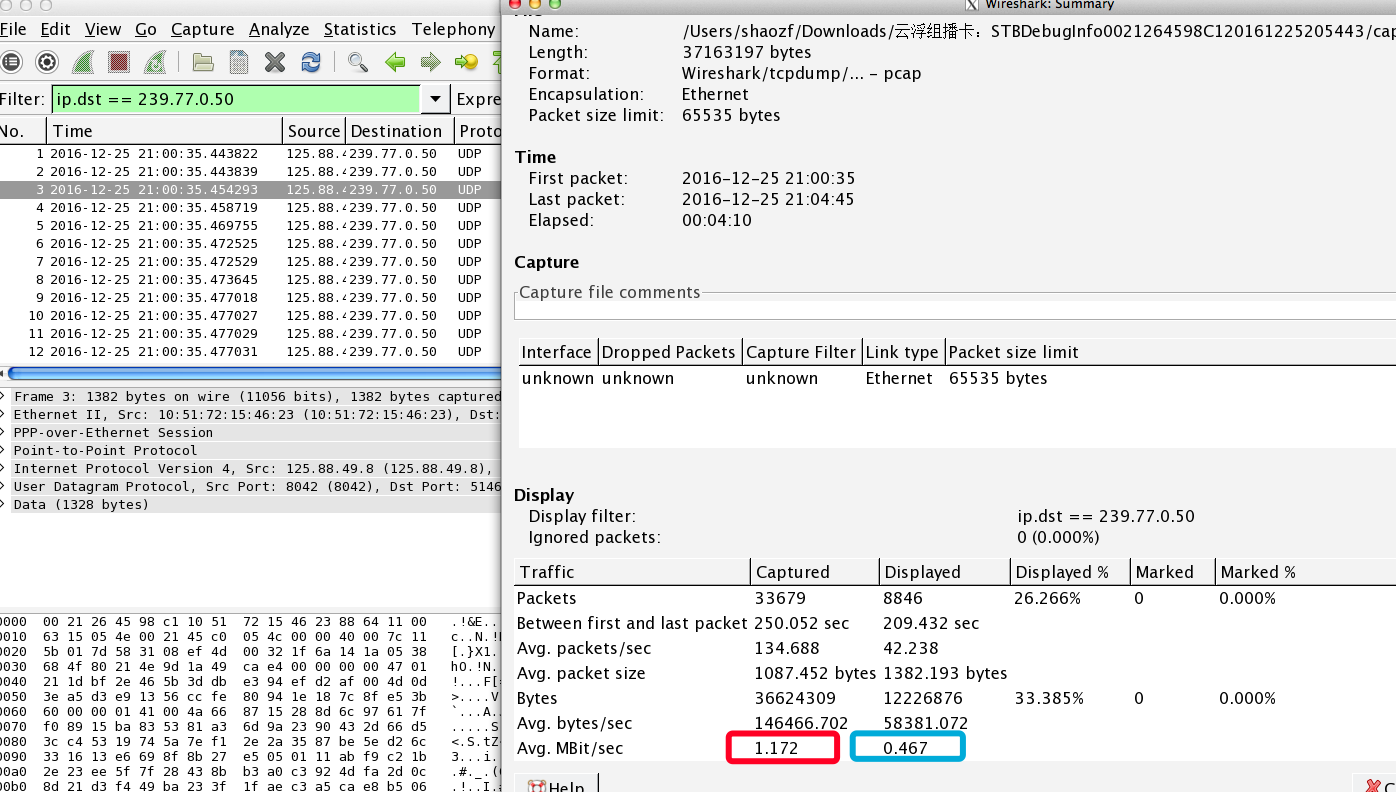 Wireshark: Summary
File Edit View Go Capture Analyze Statistics Telephony
Filter: ip.dst == 239.77.0.50
No. Time Source Destination
1 2016-12-25 21:00:35.443822 125.88. 239.77.0.50 UDP
2 2016-12-25 21:00:35.443839 125.88. 239.77.0.50 UDP
3 2016-12-25 21:00:35.454293 125.88. 239.77.0.50 UDP
4 2016-12-25 21:00:35.458719 125.88. 239.77.0.50 UDP
5 2016-12-25 21:00:35.469755 125.88. 239.77.0.50 UDP
6 2016-12-25 21:00:35.472525 125.88. 239.77.0.50 UDP
7 2016-12-25 21:00:35.472529 125.88. 239.77.0.50 UDP
8 2016-12-25 21:00:35.473645 125.88. 239.77.0.50 UDP
9 2016-12-25 21:00:35.477018 125.88. 239.77.0.50 UDP
10 2016-12-25 21:00:35.477027 125.88. 239.77.0.50 UDP
11 2016-12-25 21:00:35.477029 125.88. 239.77.0.50 UDP
12 2016-12-25 21:00:35.477031 125.88. 239.77.0.50 UDP
Frame 3: 1382 bytes on wire (11056 bits), 1382 bytes captured
Ethernet II, Src: 10:51:72:15:46:23 (10:51:72:15:46:23), Dst:
PPP-over-Ethernet Session
Point-to-Point Protocol
Internet Protocol Version 4, Src: 125.88.49.8 (125.88.49.8),
User Datagram Protocol, Src Port: 8042 (8042), Dst Port: 5146
Data (1328 bytes)
0000 00 21 26 45 98 c1 10 51 72 15 46 23 88 64 11 00 .!&E...
0010 63 15 05 4e 00 21 45 c0 05 4c 00 00 40 00 7c 11 c..N.!
0020 5b 01 7d 58 31 08 ef 4d 00 32 1f 6a 14 1a 05 38 [.}X1.
0030 68 4f 80 21 4e 9d 1a 49 ca e4 00 00 00 00 47 01 hO.!N.
0040 21 1d bf 2e 46 5b 3d db e3 94 ef d2 af 00 4d 0d !...F[
0050 3e a5 d3 e9 13 56 cc fe 80 94 1e 18 7c 8f e5 3b >....V
0060 60 00 00 01 41 00 4a 66 87 15 28 8d 6c 97 61 7f `...A.
0070 f0 89 15 ba 83 53 81 a3 6d 9a 23 90 43 2d 66 d5 .....S
0080 3c c4 53 19 74 5a 7e f1 2e 2a 35 87 be 5e d2 6c <.S.tZ
0090 33 16 13 e6 69 8f 8b 27 e5 05 01 11 ab f9 c2 1b 3...i.
00a0 2e 23 ee 5f 7f 28 43 8b b3 a0 c3 92 4d fa 2d 0c .#._.(
00b0 8d 21 d3 f4 49 ba 23 3f 1f ae c3 a5 ca e8 b5 06 .!..I.
Name: /Users/shaozf/Downloads/云浮组播卡：STBDebugInfo0021264598C120161225205443/cap
Length: 37163197 bytes
Format: Wireshark/tcpdump/... - pcap
Encapsulation: Ethernet
Packet size limit: 65535 bytes
Time
First packet: 2016-12-25 21:00:35
Last packet: 2016-12-25 21:04:45
Elapsed: 00:04:10
Capture
Capture file comments
Interface Dropped Packets Capture Filter Link type Packet size limit
unknown unknown unknown Ethernet 65535 bytes
Display
Display filter: ip.dst == 239.77.0.50
Ignored packets: 0 (0.000%)
Traffic Captured Displayed Displayed % Marked Marked %
Packets 33679 8846 26.266% 0 0.000%
Between first and last packet 250.052 sec 209.432 sec
Avg. packets/sec 134.688 42.238
Avg. packet size 1087.452 bytes 1382.193 bytes
Bytes 36624309 12226876 33.385% 0 0.000%
Avg. bytes/sec 146466.702 58381.072
Avg. MBit/sec 1.172 0.467
Help